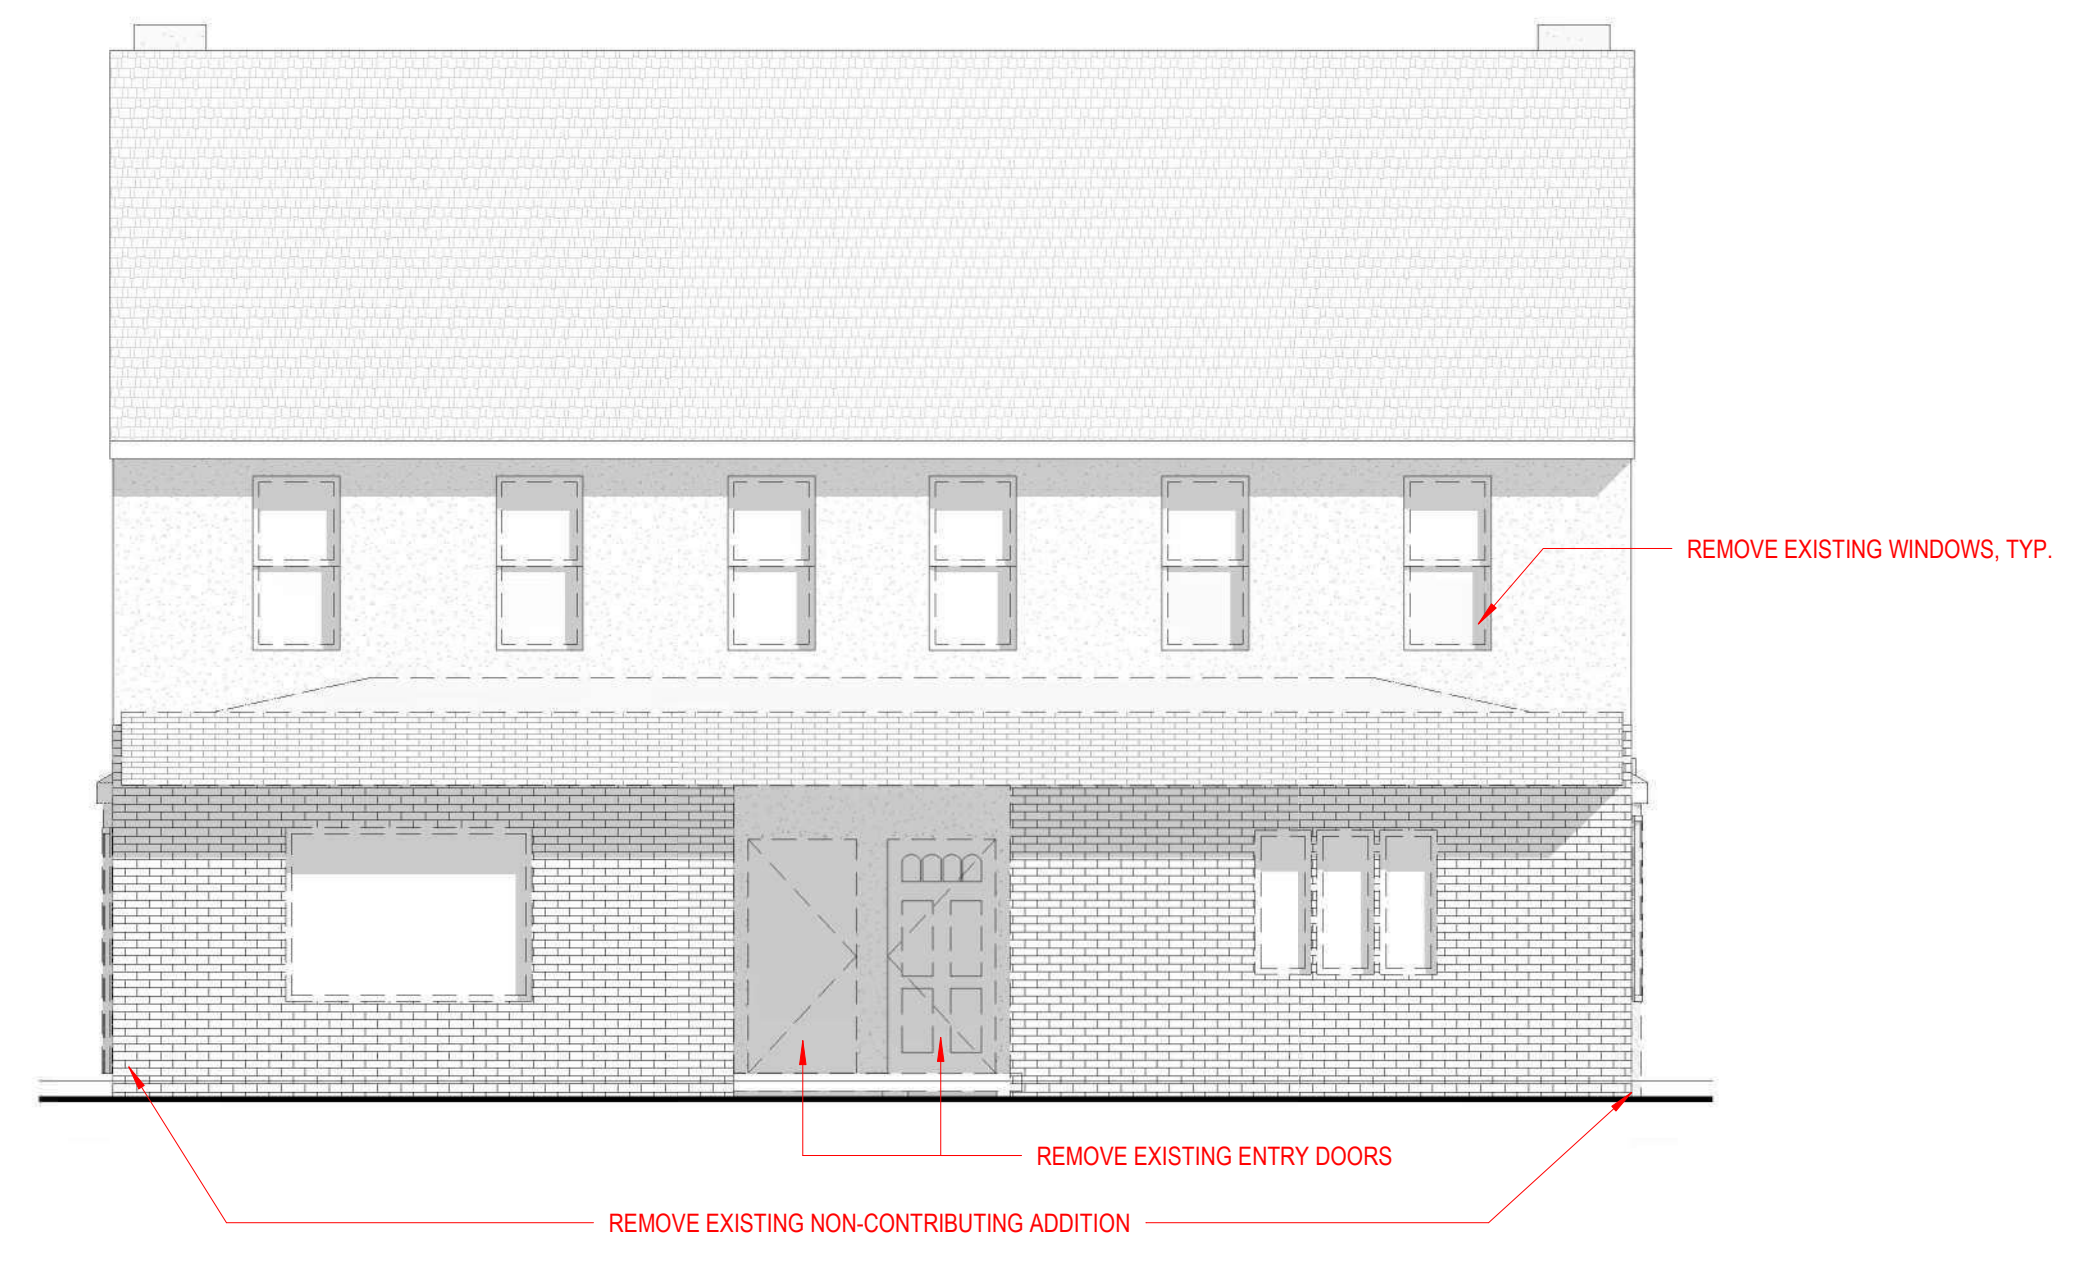 REMOVE EXISTING WINDOWS, TYP.
REMOVE EXISTING ENTRY DOORS
REMOVE EXISTING NON-CONTRIBUTING ADDITION